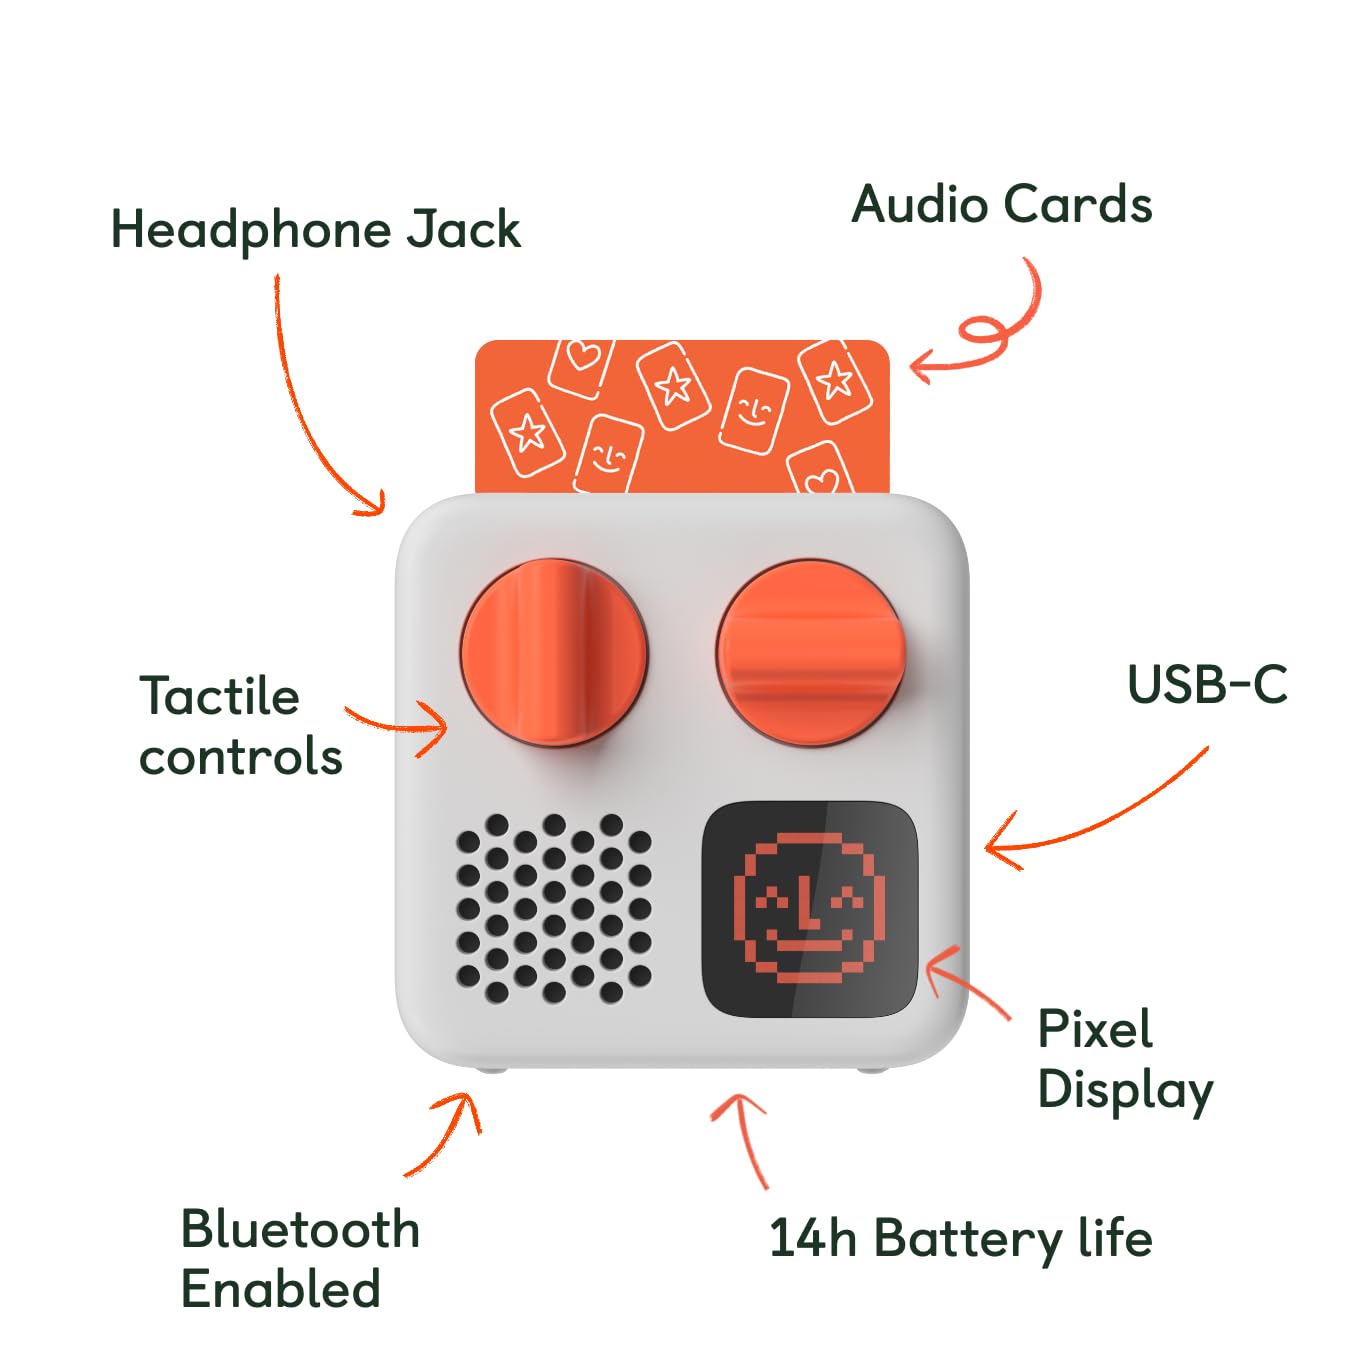 Headphone Jack
Audio Cards
Tactile
controls
USB-C
Pixel
Display
Bluetooth
Enabled
14h Battery life